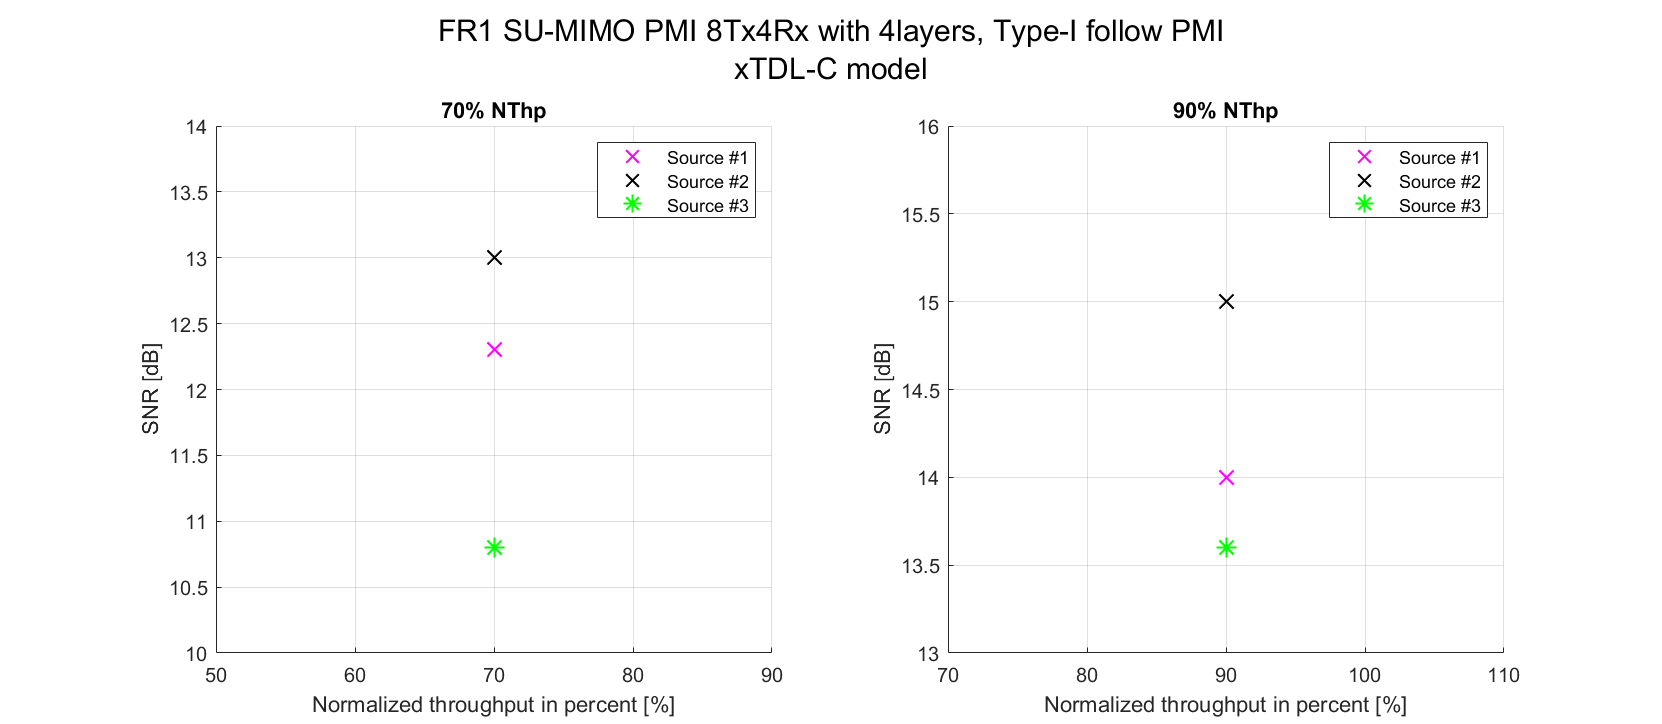 FR1 SU-MIMO PMI 8Tx4Rx with 4layers, Type-I follow PMI
xTDL-C model
70% NThp
14
13.5
13
12.5
12
11.5
11
10.5
10
SNR [dB]
50 60 70 80 90
Normalized throughput in percent [%]
Source #1
Source #2
Source #3
90% NThp
16
15.5
15
14.5
14
13.5
13
SNR [dB]
70 80 90 100 110
Normalized throughput in percent [%]
Source #1
Source #2
Source #3